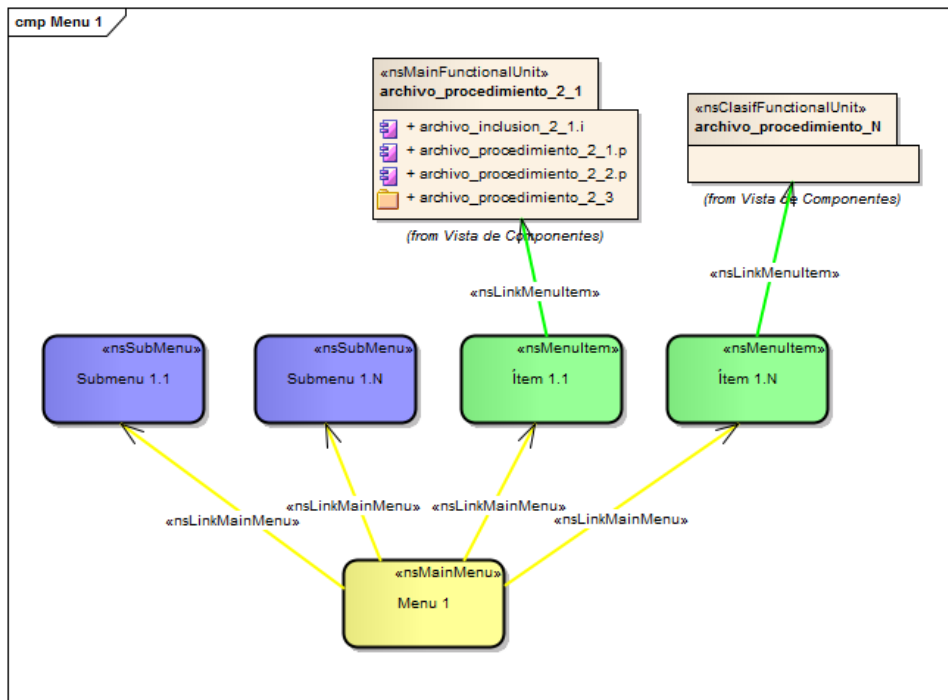 cmp Menu 1
«nsMainFunctionalUnit»
archivo_procedimiento_2_1
+ archivo_inclusion_2_1.i
+ archivo_procedimiento_2_1.p
+ archivo_procedimiento_2_2.p
+ archivo_procedimiento_2_3
(from Vista de Componentes)
«nsClasifFunctionalUnit»
archivo_procedimiento_N
(from Vista de Componentes)
«nsLinkMenuItem»
«nsLinkMenuItem»
«nsSubMenu»
Submenu 1.1
«nsSubMenu»
Submenu 1.N
«nsMenuItem»
Ítem 1.1
«nsMenuItem»
Ítem 1.N
«nsLinkMainMenu»
«nsLinkMainMenu»
«nsLinkMainMenu»
«nsLinkMainMenu»
«nsMainMenu»
Menu 1